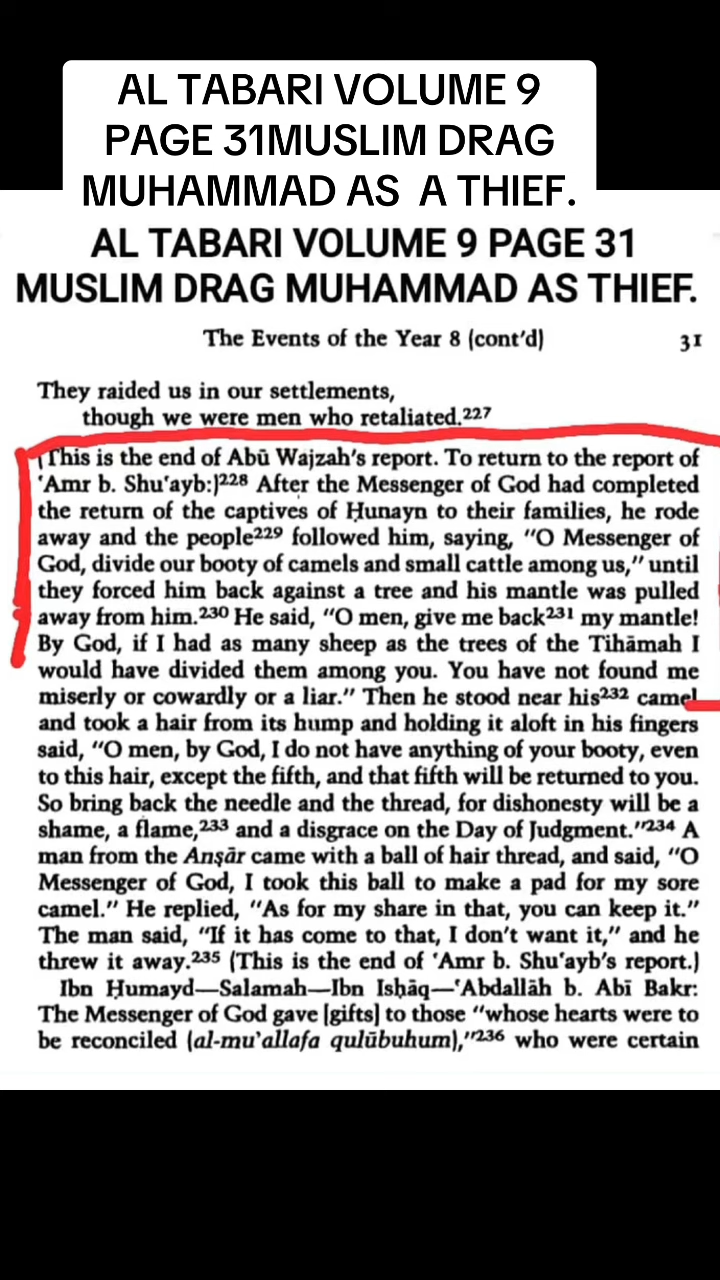 AL TABARI VOLUME 9
PAGE 31MUSLIM DRAG
MUHAMMAD AS A THIEF.
AL TABARI VOLUME 9 PAGE 31
MUSLIM DRAG MUHAMMAD AS THIEF.
The Events of the Year 8 (cont'd) 31
They raided us in our settlements,
though we were men who retaliated.227
(This is the end of Abū Wajzah's report. To return to the report of
'Amr b. Shu'ayb:)228 After the Messenger of God had completed
the return of the captives of Ḥunayn to their families, he rode
away and the people229 followed him, saying, "O Messenger of
God, divide our booty of camels and small cattle among us," until
they forced him back against a tree and his mantle was pulled
away from him.230 He said, "O men, give me back231 my mantle!
By God, if I had as many sheep as the trees of the Tihāmah I
would have divided them among you. You have not found me
miserly or cowardly or a liar." Then he stood near his232 camel
and took a hair from its hump and holding it aloft in his fingers
said, "O men, by God, I do not have anything of your booty, even
to this hair, except the fifth, and that fifth will be returned to you.
So bring back the needle and the thread, for dishonesty will be a
shame, a flame,233 and a disgrace on the Day of Judgment."234 A
man from the Anṣār came with a ball of hair thread, and said, "O
Messenger of God, I took this ball to make a pad for my sore
camel." He replied, "As for my share in that, you can keep it."
The man said, "If it has come to that, I don't want it," and he
threw it away.235 (This is the end of 'Amr b. Shu'ayb's report.)
Ibn Ḥumayd—Salamah—Ibn Isḥāq—'Abdallāh b. Abī Bakr:
The Messenger of God gave [gifts] to those "whose hearts were to
be reconciled (al-mu'allafa qulūbuhum),"236 who were certain